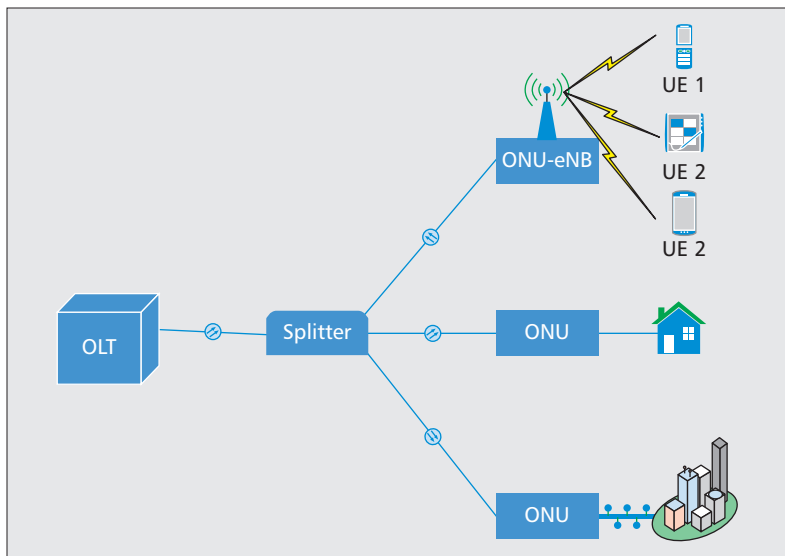 UE 1
ONU-eNB
UE 2
UE 2
OLT
Splitter
ONU
ONU